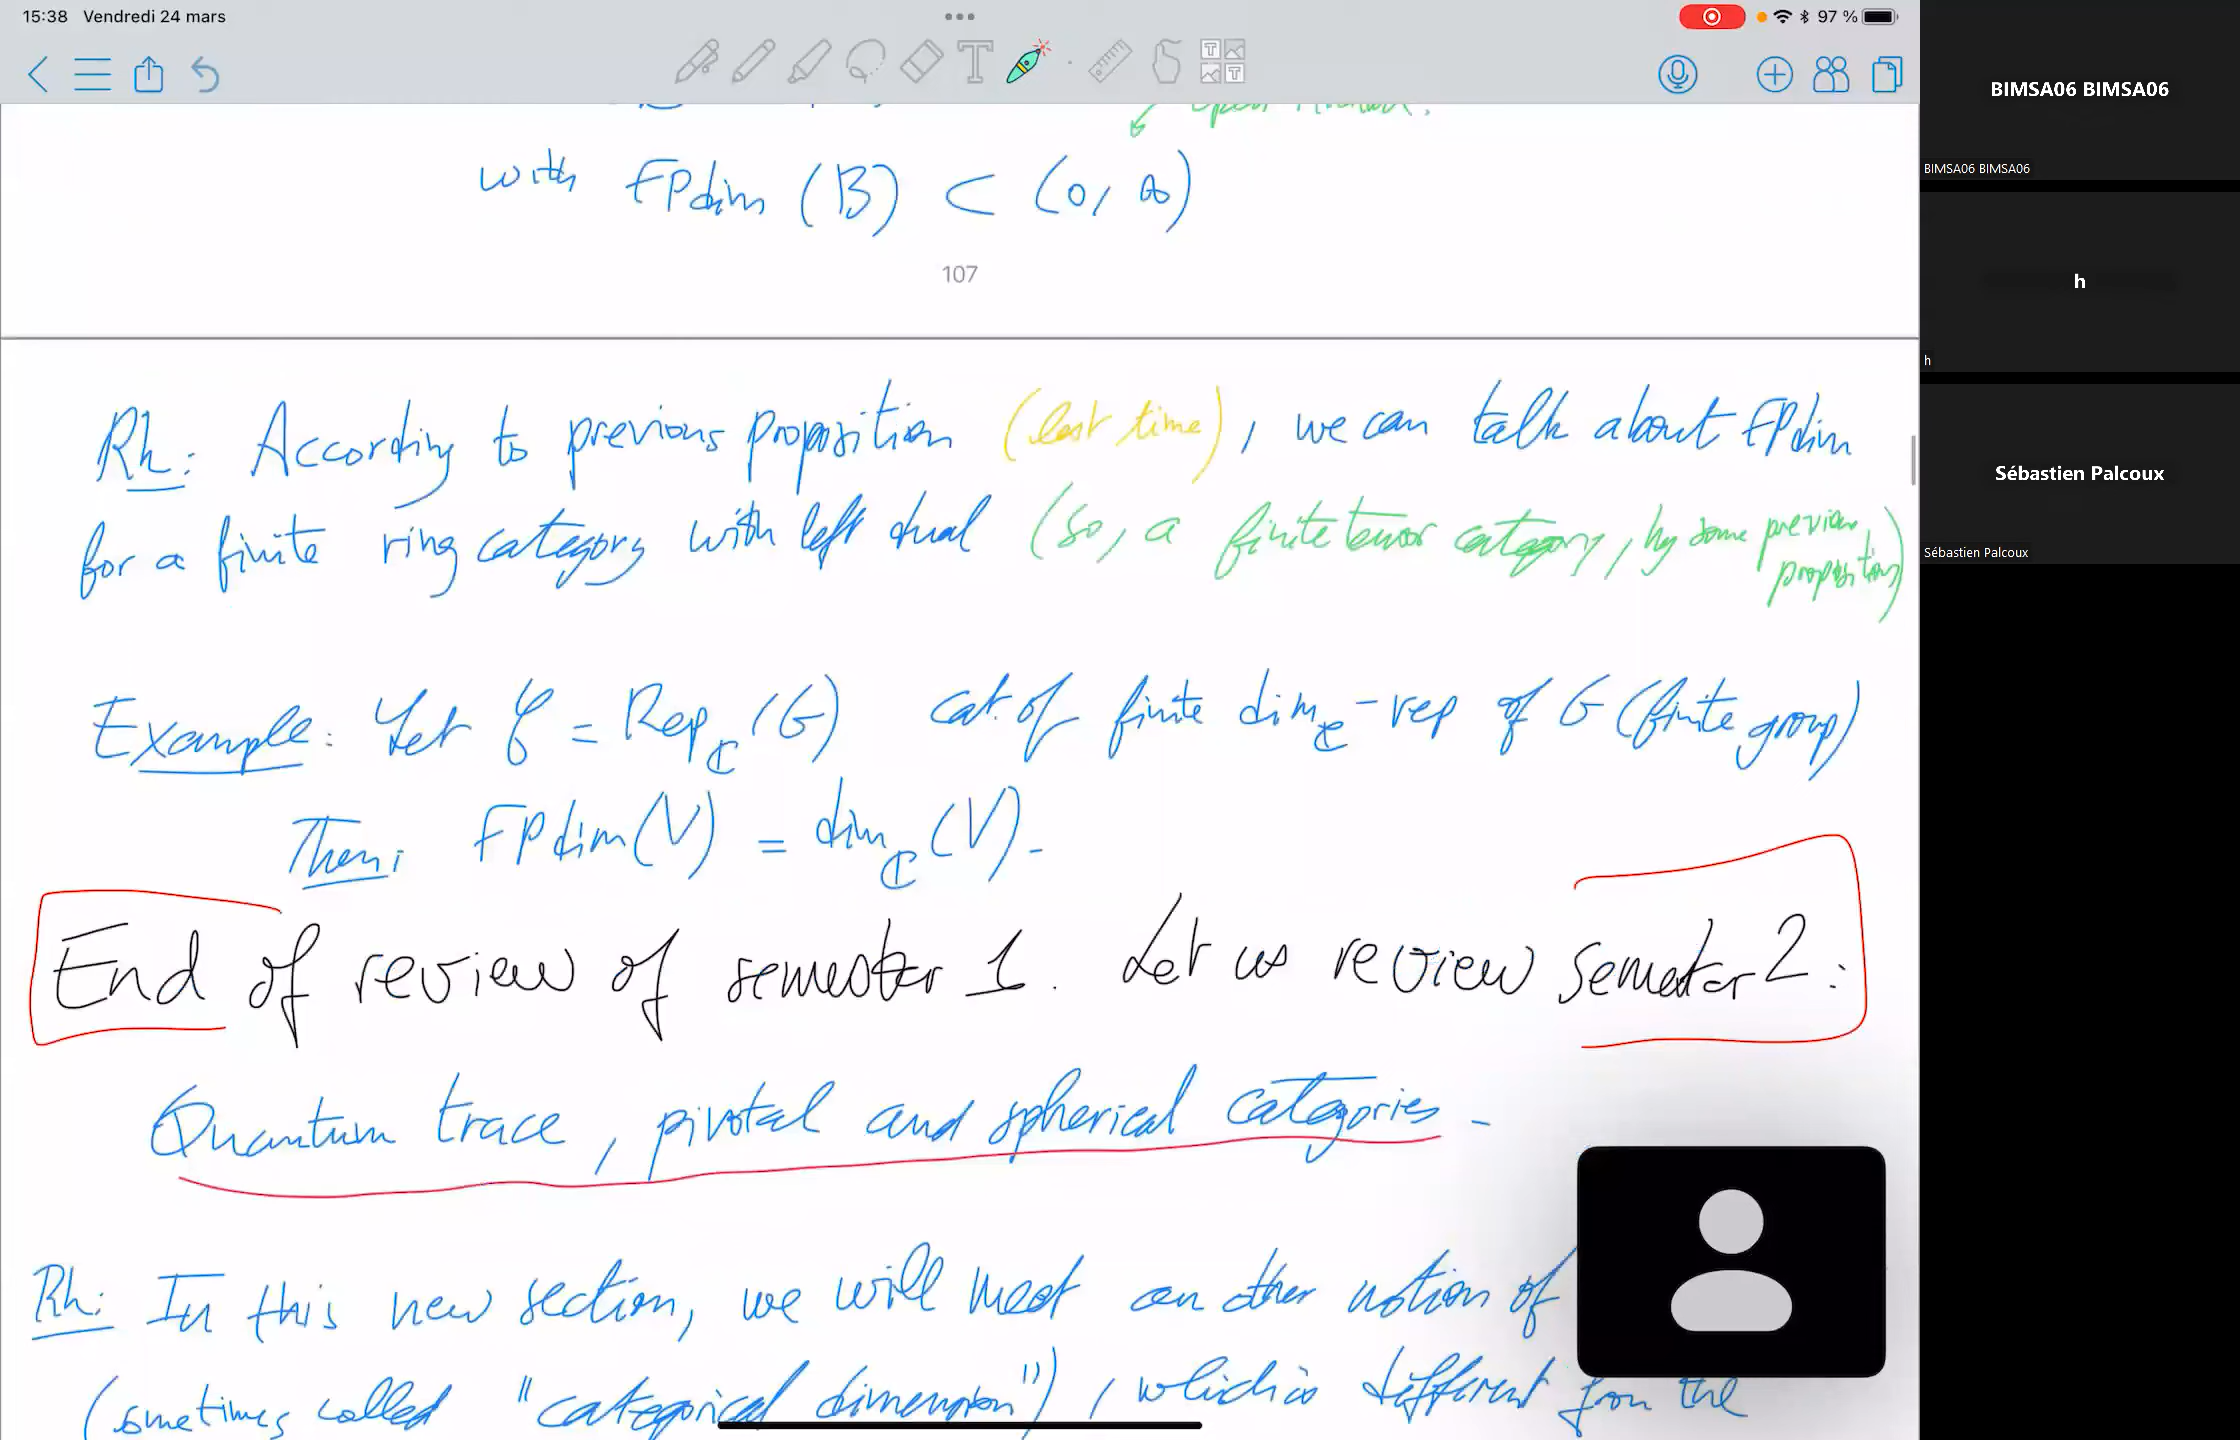 15:38 Vendredi 24 mars
97 %
with FPdim (B) ⊂ (0, ∞)
107
Rk: According to previous proposition (last time), we can talk about FPdim
for a finite ring category with left dual (so, a finite tensor category, by some previous
proposition)
Example: Let 𝒞 = Rep_ℂ(G) cat. of finite dim_ℂ-rep of G (finite group)
Then: FPdim(V) = dim_ℂ(V).
End of review of semester 1. Let us review semester 2:
Quantum trace, pivotal and spherical categories.
Rk: In this new section, we will meet an other notion of
(sometimes called "categorical dimension"), which is different from the
BIMSA06 BIMSA06
BIMSA06 BIMSA06
h
h
Sébastien Palcoux
Sébastien Palcoux